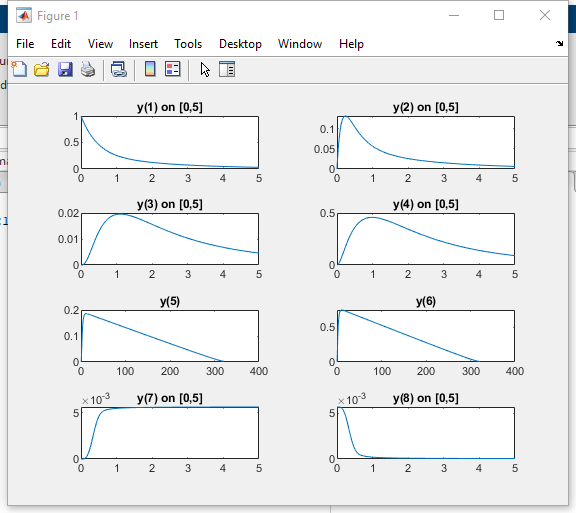 Figure 1
File Edit View Insert Tools Desktop Window Help
y(1) on [0,5]
1
0.5
0
0 1 2 3 4 5
y(2) on [0,5]
0.1
0.05
0
0 1 2 3 4 5
y(3) on [0,5]
0.02
0.01
0
0 1 2 3 4 5
y(4) on [0,5]
0.5
0
0 1 2 3 4 5
y(5)
0.2
0.1
0
0 100 200 300 400
y(6)
0.5
0
0 100 200 300 400
×10⁻³
y(7) on [0,5]
5
0
0 1 2 3 4 5
×10⁻³
y(8) on [0,5]
5
0
0 1 2 3 4 5